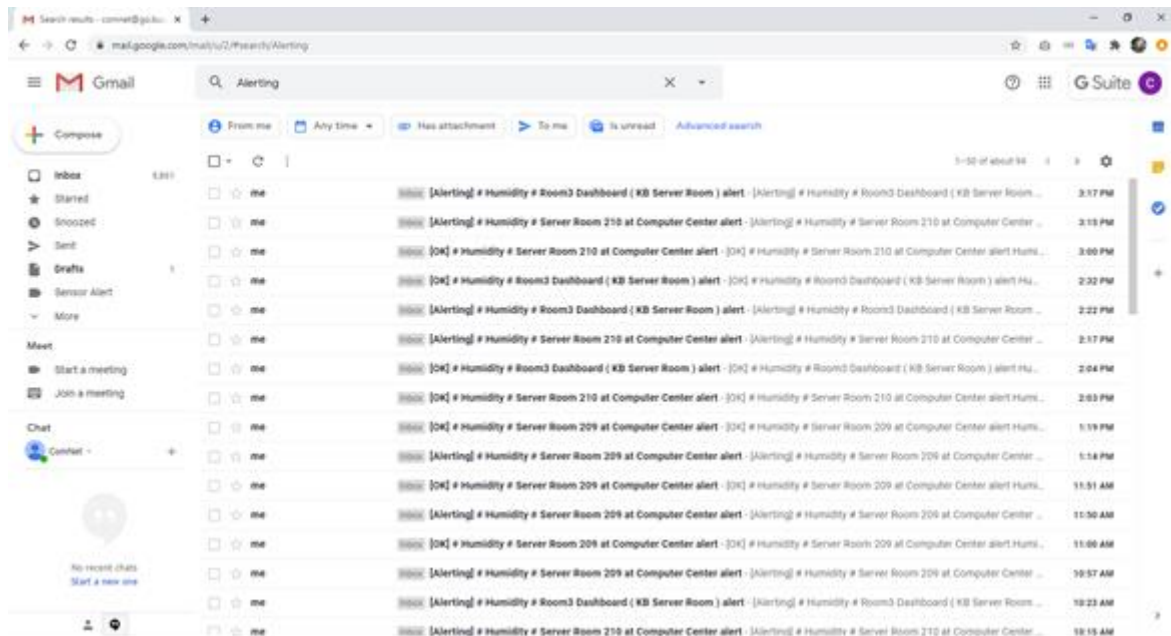 Search results -
mail.google.com/mail/u/2/#search/Alerting
Gmail
Alerting
G Suite
C
Compose
From me
Any time
Has attachment
To me
Is unread
Advanced search
1-50 of about 94
Inbox
Starred
Snoozed
Sent
Drafts 1
Sensor Alert
More
Meet
Start a meeting
Join a meeting
Chat
ComNet
No recent chats
Start a new one
me Inbox [Alerting] # Humidity # Room3 Dashboard ( KB Server Room ) alert - [Alerting] # Humidity # Room3 Dashboard ( KB Server Room ... 3:17 PM
me Inbox [Alerting] # Humidity # Server Room 210 at Computer Center alert - [Alerting] # Humidity # Server Room 210 at Computer Center ... 3:15 PM
me Inbox [OK] # Humidity # Server Room 210 at Computer Center alert - [OK] # Humidity # Server Room 210 at Computer Center alert Humi... 3:00 PM
me Inbox [OK] # Humidity # Room3 Dashboard ( KB Server Room ) alert - [OK] # Humidity # Room3 Dashboard ( KB Server Room ) alert Hu... 2:32 PM
me Inbox [Alerting] # Humidity # Room3 Dashboard ( KB Server Room ) alert - [Alerting] # Humidity # Room3 Dashboard ( KB Server Room ... 2:22 PM
me Inbox [Alerting] # Humidity # Server Room 210 at Computer Center alert - [Alerting] # Humidity # Server Room 210 at Computer Center ... 2:17 PM
me Inbox [OK] # Humidity # Room3 Dashboard ( KB Server Room ) alert - [OK] # Humidity # Room3 Dashboard ( KB Server Room ) alert Hu... 2:04 PM
me Inbox [OK] # Humidity # Server Room 210 at Computer Center alert - [OK] # Humidity # Server Room 210 at Computer Center alert Humi... 2:03 PM
me Inbox [OK] # Humidity # Server Room 209 at Computer Center alert - [OK] # Humidity # Server Room 209 at Computer Center alert Humi... 1:19 PM
me Inbox [Alerting] # Humidity # Server Room 209 at Computer Center alert - [Alerting] # Humidity # Server Room 209 at Computer Center ... 1:14 PM
me Inbox [OK] # Humidity # Server Room 209 at Computer Center alert - [OK] # Humidity # Server Room 209 at Computer Center alert Humi... 11:51 AM
me Inbox [Alerting] # Humidity # Server Room 209 at Computer Center alert - [Alerting] # Humidity # Server Room 209 at Computer Center ... 11:50 AM
me Inbox [OK] # Humidity # Server Room 209 at Computer Center alert - [OK] # Humidity # Server Room 209 at Computer Center alert Humi... 11:00 AM
me Inbox [Alerting] # Humidity # Server Room 209 at Computer Center alert - [Alerting] # Humidity # Server Room 209 at Computer Center ... 10:57 AM
me Inbox [Alerting] # Humidity # Room3 Dashboard ( KB Server Room ) alert - [Alerting] # Humidity # Room3 Dashboard ( KB Server Room ... 10:23 AM
me Inbox [Alerting] # Humidity # Server Room 210 at Computer Center alert - [Alerting] # Humidity # Server Room 210 at Computer Center ... 10:15 AM